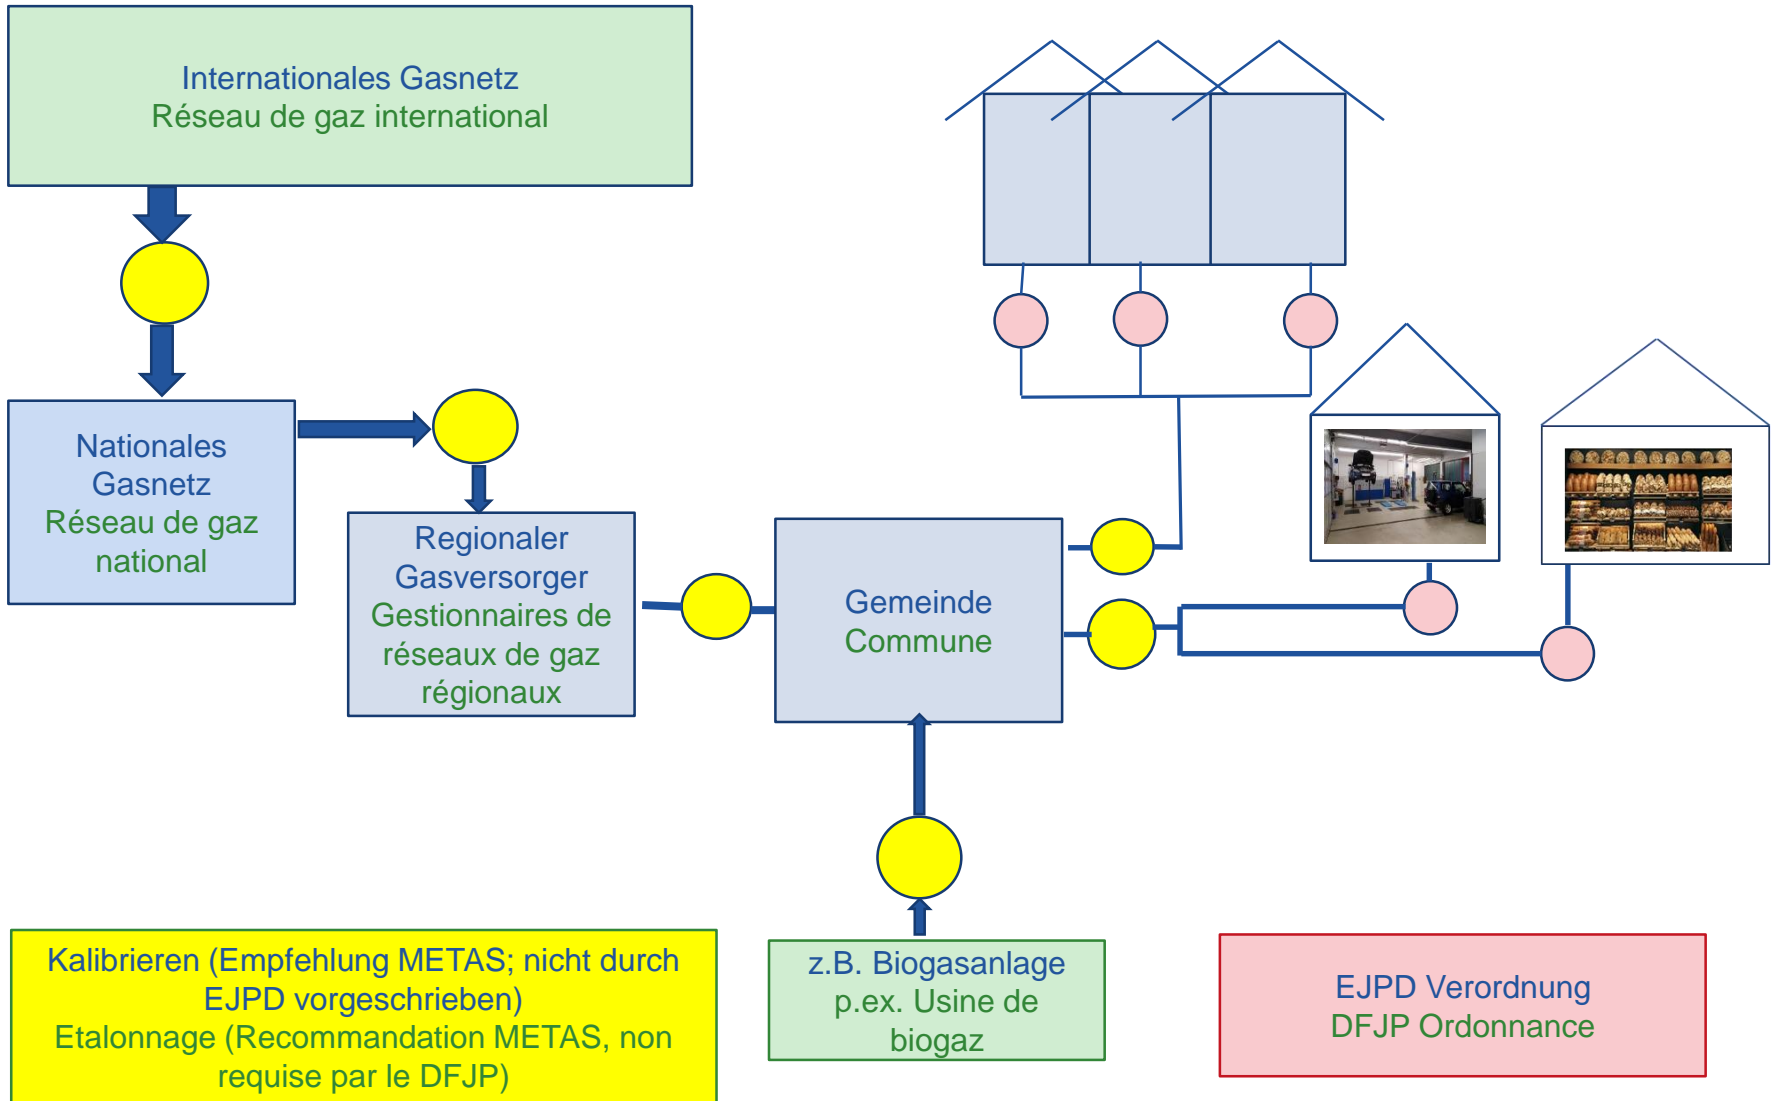 Internationales Gasnetz
Réseau de gaz international
Nationales
Gasnetz
Réseau de gaz
national
Regionaler
Gasversorger
Gestionnaires de
réseaux de gaz
régionaux
Gemeinde
Commune
Kalibrieren (Empfehlung METAS; nicht durch
EJPD vorgeschrieben)
Etalonnage (Recommandation METAS, non
requise par le DFJP)
z.B. Biogasanlage
p.ex. Usine de
biogaz
EJPD Verordnung
DFJP Ordonnance